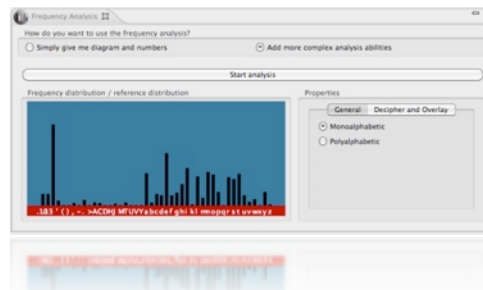 Frequency Analysis
How do you want to use the frequency analysis?
Simply give me diagram and numbers
Add more complex analysis abilities
Start analysis
Frequency distribution / reference distribution
Properties
General Decipher and Overlay
Monoalphabetic
Polyalphabetic